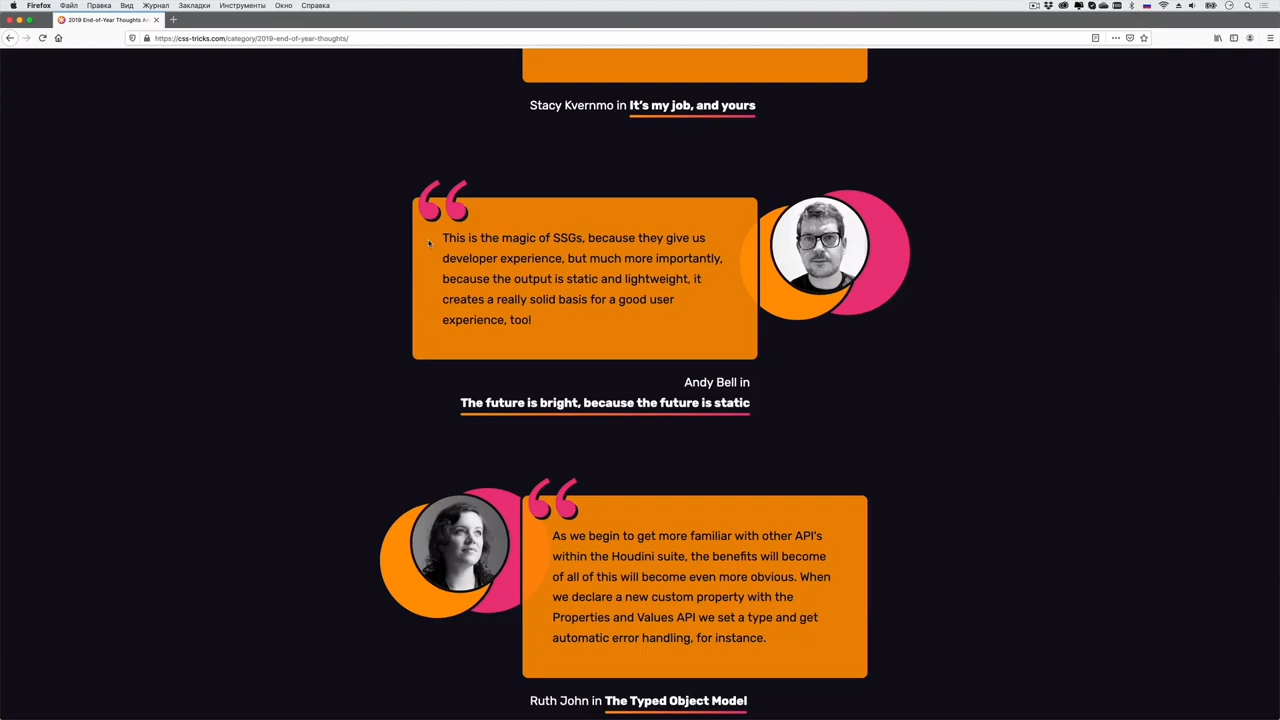 Firefox Файл Правка Вид Журнал Закладки Инструменты Окно Справка
2019 End-of-Year Thoughts Ar
https://css-tricks.com/category/2019-end-of-year-thoughts/
Stacy Kvernmo in It's my job, and yours
“
This is the magic of SSGs, because they give us
developer experience, but much more importantly,
because the output is static and lightweight, it
creates a really solid basis for a good user
experience, too!
Andy Bell in
The future is bright, because the future is static
“
As we begin to get more familiar with other API's
within the Houdini suite, the benefits will become
of all of this will become even more obvious. When
we declare a new custom property with the
Properties and Values API we set a type and get
automatic error handling, for instance.
Ruth John in The Typed Object Model